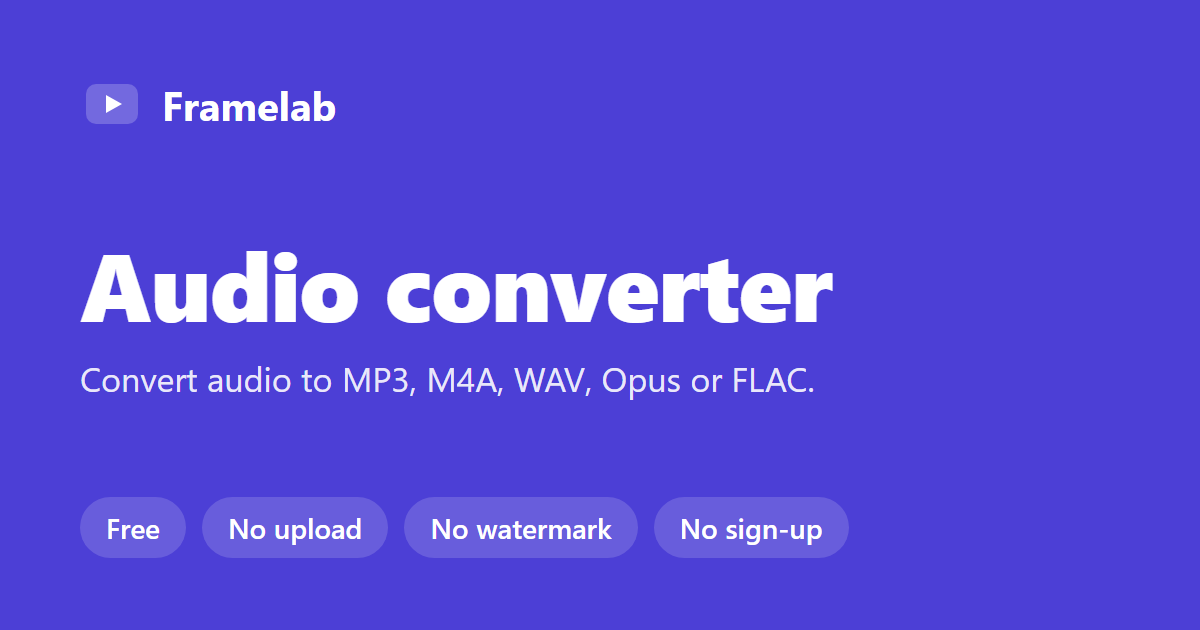 Framelab
Audio converter
Convert audio to MP3, M4A, WAV, Opus or FLAC.
Free
No upload
No watermark
No sign-up